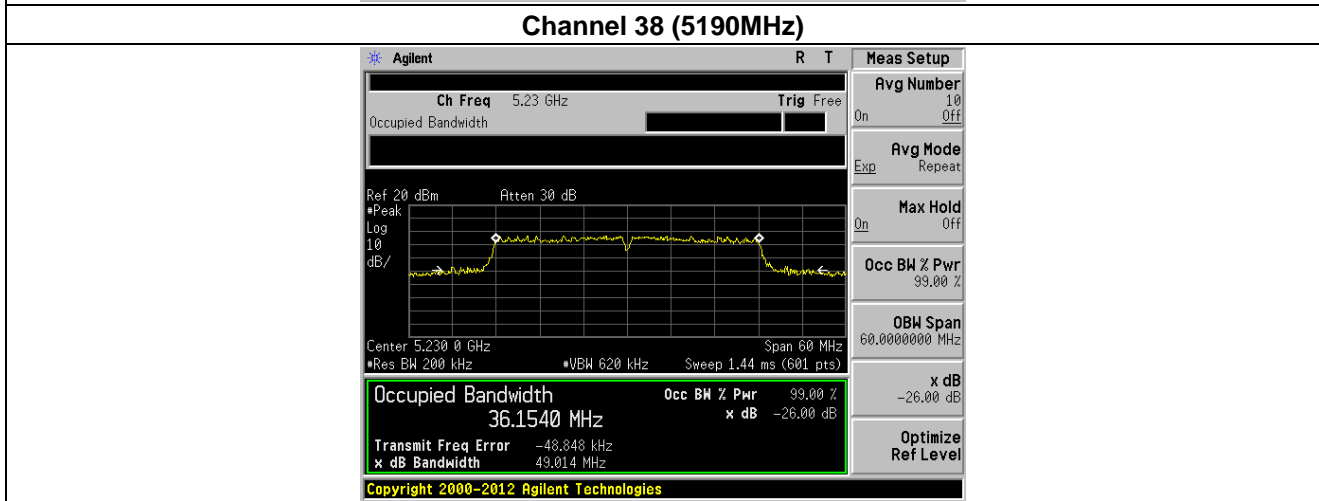 Channel 38 (5190MHz)
Agilent R T Meas Setup
Ch Freq 5.23 GHz Trig Free
Occupied Bandwidth
Avg Number
10
On Off
Avg Mode
Exp Repeat
Ref 20 dBm Atten 30 dB
#Peak
Log
10
dB/
Max Hold
On Off
Occ BW % Pwr
99.00 %
OBW Span
60.0000000 MHz
Center 5.230 0 GHz Span 60 MHz
#Res BW 200 kHz #VBW 620 kHz Sweep 1.44 ms (601 pts)
Occupied Bandwidth Occ BW % Pwr 99.00 %
36.1540 MHz x dB -26.00 dB
Transmit Freq Error -48.848 kHz
x dB Bandwidth 49.014 MHz
x dB
-26.00 dB
Optimize
Ref Level
Copyright 2000-2012 Agilent Technologies